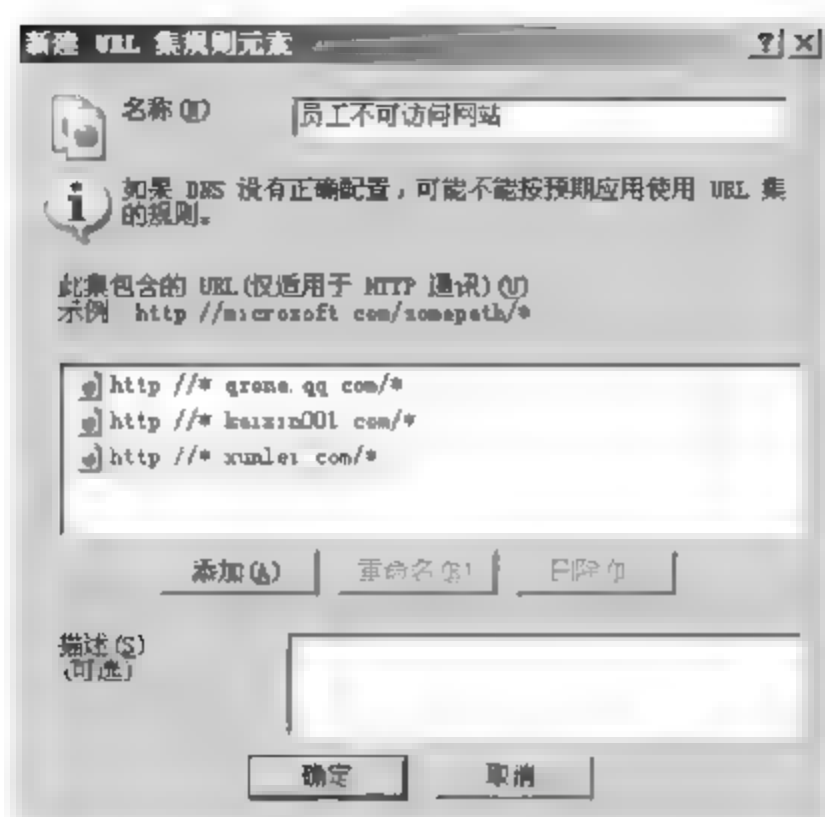 新建 URL 集规则元素
名称(N)
员工不可访问网站
如果 DNS 没有正确配置，可能不能按预期应用使用 URL 集
的规则。
此集包含的 URL(仅适用于 HTTP 通讯)(U)
示例 http //microsoft com/somepath/*
http //* qzone.qq com/*
http //* kaixin001 com/*
http //* xunlei com/*
添加(A)
重命名(R)
删除
描述(S)
(可选)
确定
取消